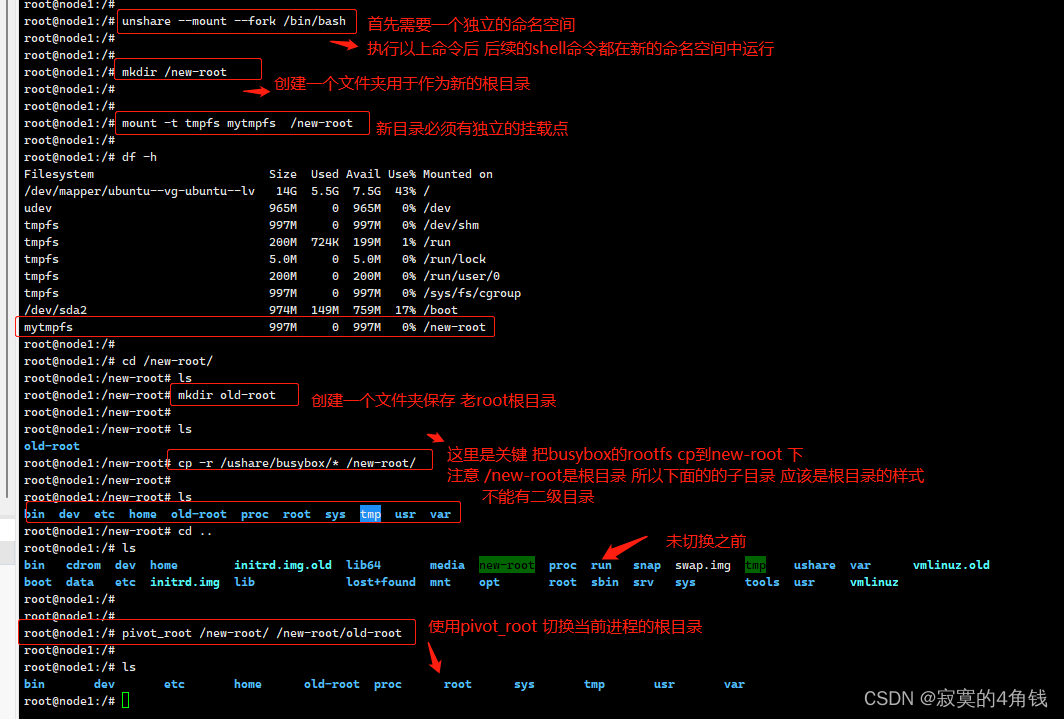 root@node1:/#
root@node1:/# unshare --mount --fork /bin/bash 首先需要一个独立的命名空间
root@node1:/#
root@node1:/# 执行以上命令后 后续的shell命令都在新的命名空间中运行
root@node1:/# mkdir /new-root
root@node1:/# 创建一个文件夹用于作为新的根目录
root@node1:/#
root@node1:/# mount -t tmpfs mytmpfs /new-root 新目录必须有独立的挂载点
root@node1:/#
root@node1:/# df -h
Filesystem Size Used Avail Use% Mounted on
/dev/mapper/ubuntu--vg-ubuntu--lv 14G 5.5G 7.5G 43% /
udev 965M 0 965M 0% /dev
tmpfs 997M 0 997M 0% /dev/shm
tmpfs 200M 724K 199M 1% /run
tmpfs 5.0M 0 5.0M 0% /run/lock
tmpfs 200M 0 200M 0% /run/user/0
tmpfs 997M 0 997M 0% /sys/fs/cgroup
/dev/sda2 974M 149M 759M 17% /boot
mytmpfs 997M 0 997M 0% /new-root
root@node1:/#
root@node1:/# cd /new-root/
root@node1:/new-root# ls
root@node1:/new-root# mkdir old-root 创建一个文件夹保存 老root根目录
root@node1:/new-root#
root@node1:/new-root# ls
old-root
root@node1:/new-root# cp -r /ushare/busybox/* /new-root/ 这里是关键 把busybox的rootfs cp到new-root 下
root@node1:/new-root# 注意 /new-root是根目录 所以下面的的子目录 应该是根目录的样式
root@node1:/new-root# ls 不能有二级目录
bin dev etc home old-root proc root sys tmp usr var
root@node1:/new-root# cd ..
root@node1:/# ls 未切换之前
bin cdrom dev home initrd.img.old lib64 media new-root proc run snap swap.img tmp ushare var vmlinuz.old
boot data etc initrd.img lib lost+found mnt opt root sbin srv sys tools usr vmlinuz
root@node1:/#
root@node1:/#
root@node1:/# pivot_root /new-root/ /new-root/old-root 使用pivot_root 切换当前进程的根目录
root@node1:/#
root@node1:/# ls
bin dev etc home old-root proc root sys tmp usr var
root@node1:/#
CSDN @寂寞的4角钱